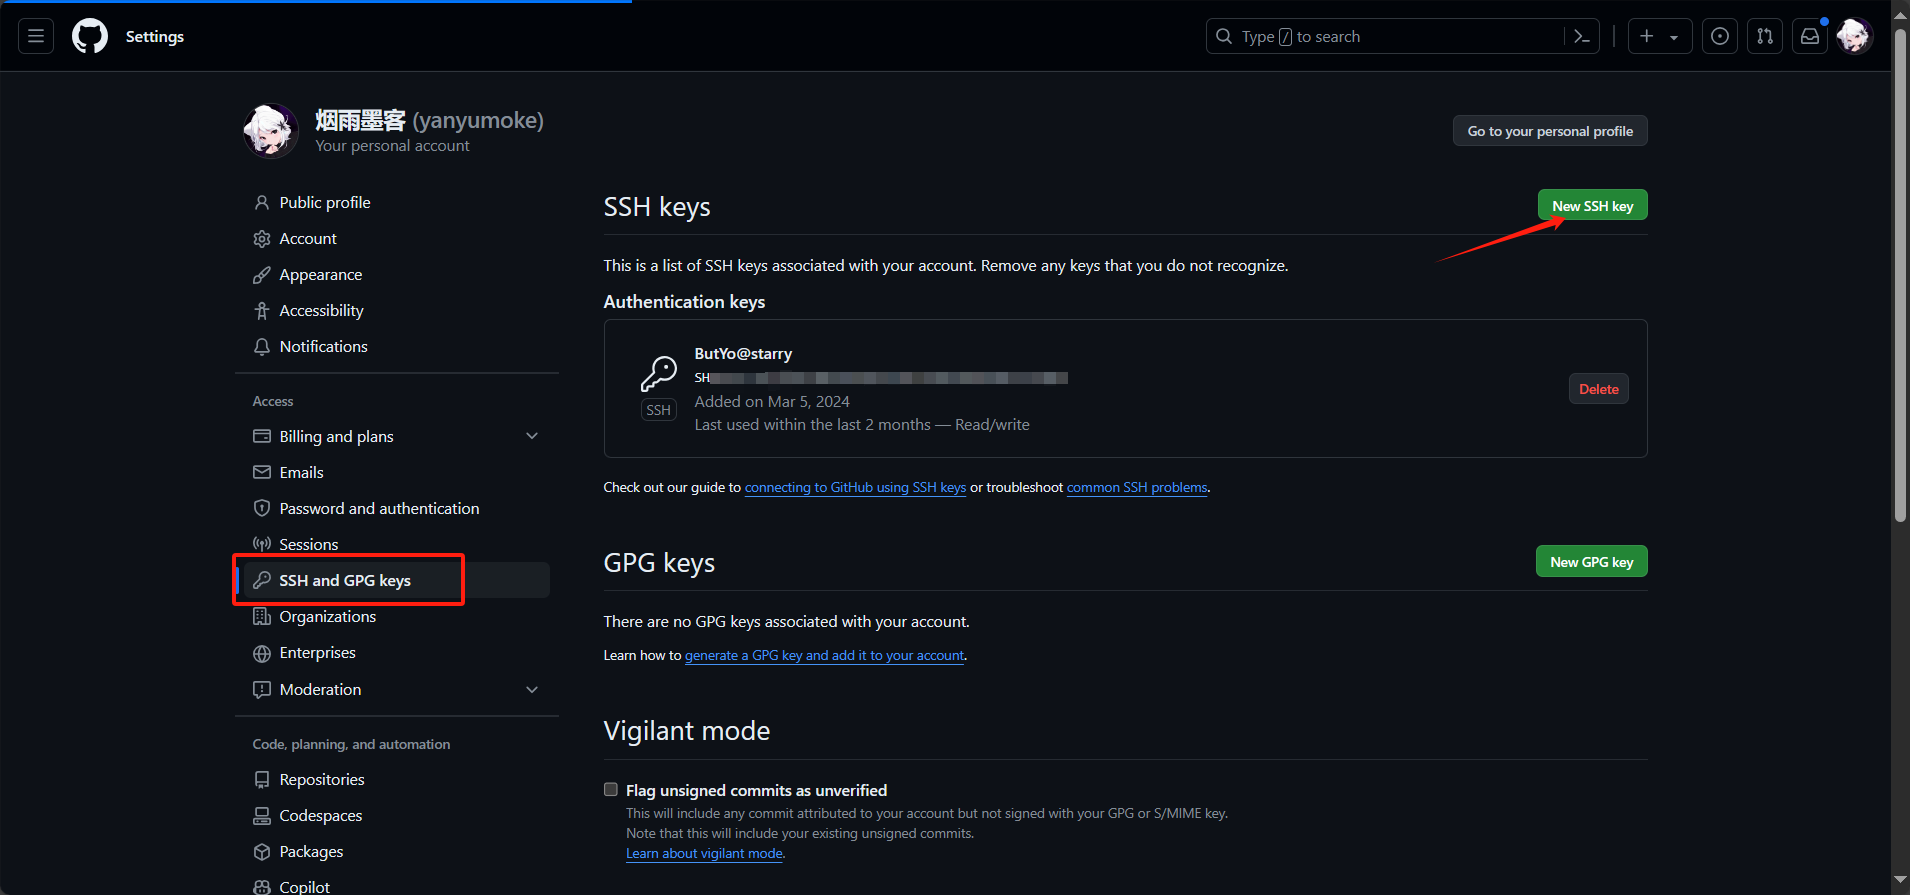 Settings
Type / to search
烟雨墨客 (yanyumoke)
Your personal account
Go to your personal profile
Public profile
Account
Appearance
Accessibility
Notifications
Access
Billing and plans
Emails
Password and authentication
Sessions
SSH and GPG keys
Organizations
Enterprises
Moderation
Code, planning, and automation
Repositories
Codespaces
Packages
Copilot
SSH keys
New SSH key
This is a list of SSH keys associated with your account. Remove any keys that you do not recognize.
Authentication keys
ButYo@starry
SH
SSH
Added on Mar 5, 2024
Last used within the last 2 months — Read/write
Delete
Check out our guide to connecting to GitHub using SSH keys or troubleshoot common SSH problems.
GPG keys
New GPG key
There are no GPG keys associated with your account.
Learn how to generate a GPG key and add it to your account.
Vigilant mode
Flag unsigned commits as unverified
This will include any commit attributed to your account but not signed with your GPG or S/MIME key.
Note that this will include your existing unsigned commits.
Learn about vigilant mode.